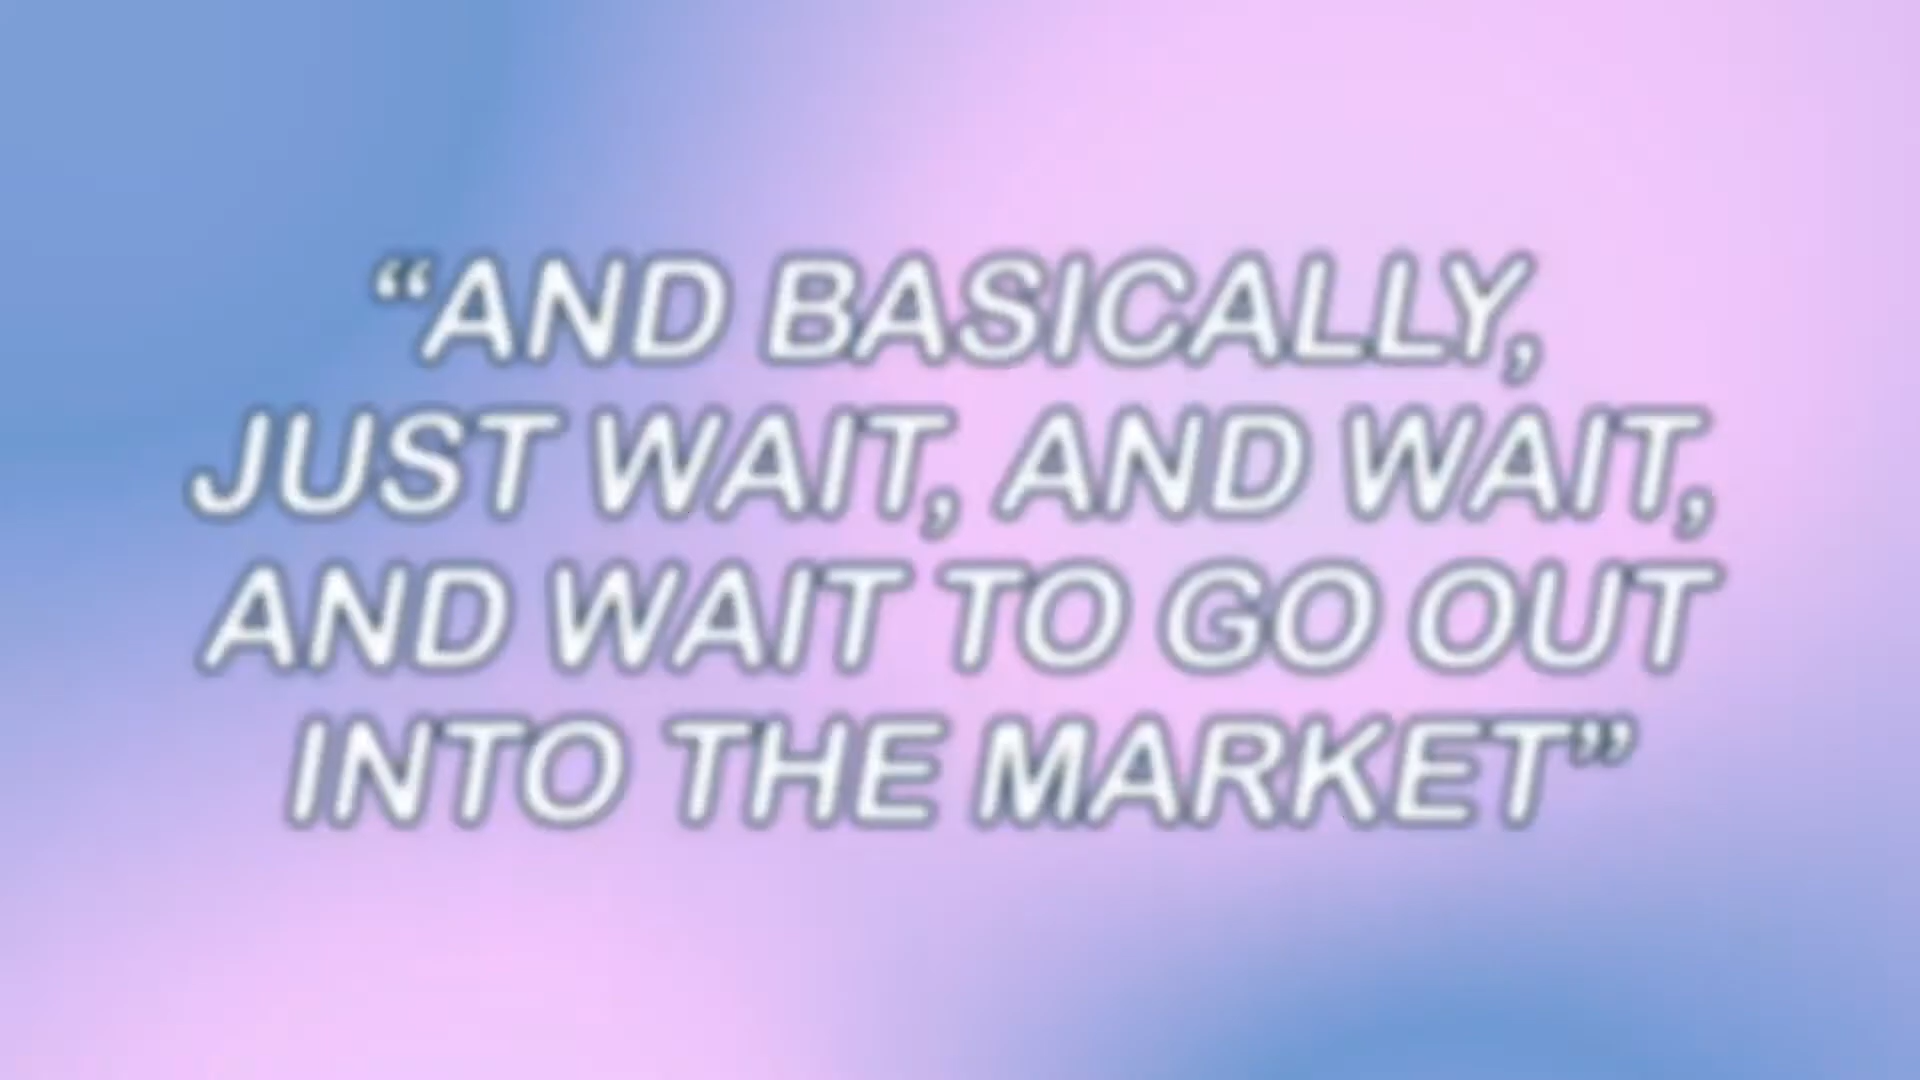 “AND BASICALLY,
JUST WAIT, AND WAIT,
AND WAIT TO GO OUT
INTO THE MARKET”